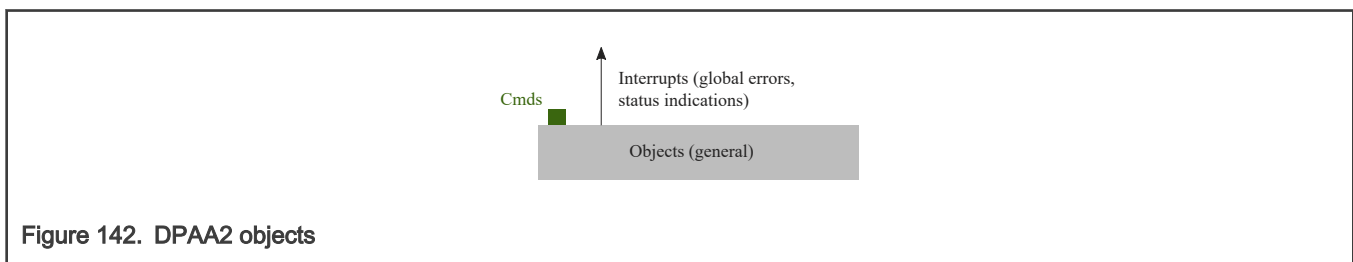 Interrupts (global errors,
status indications)
Cmds
Objects (general)
Figure 142. DPAA2 objects